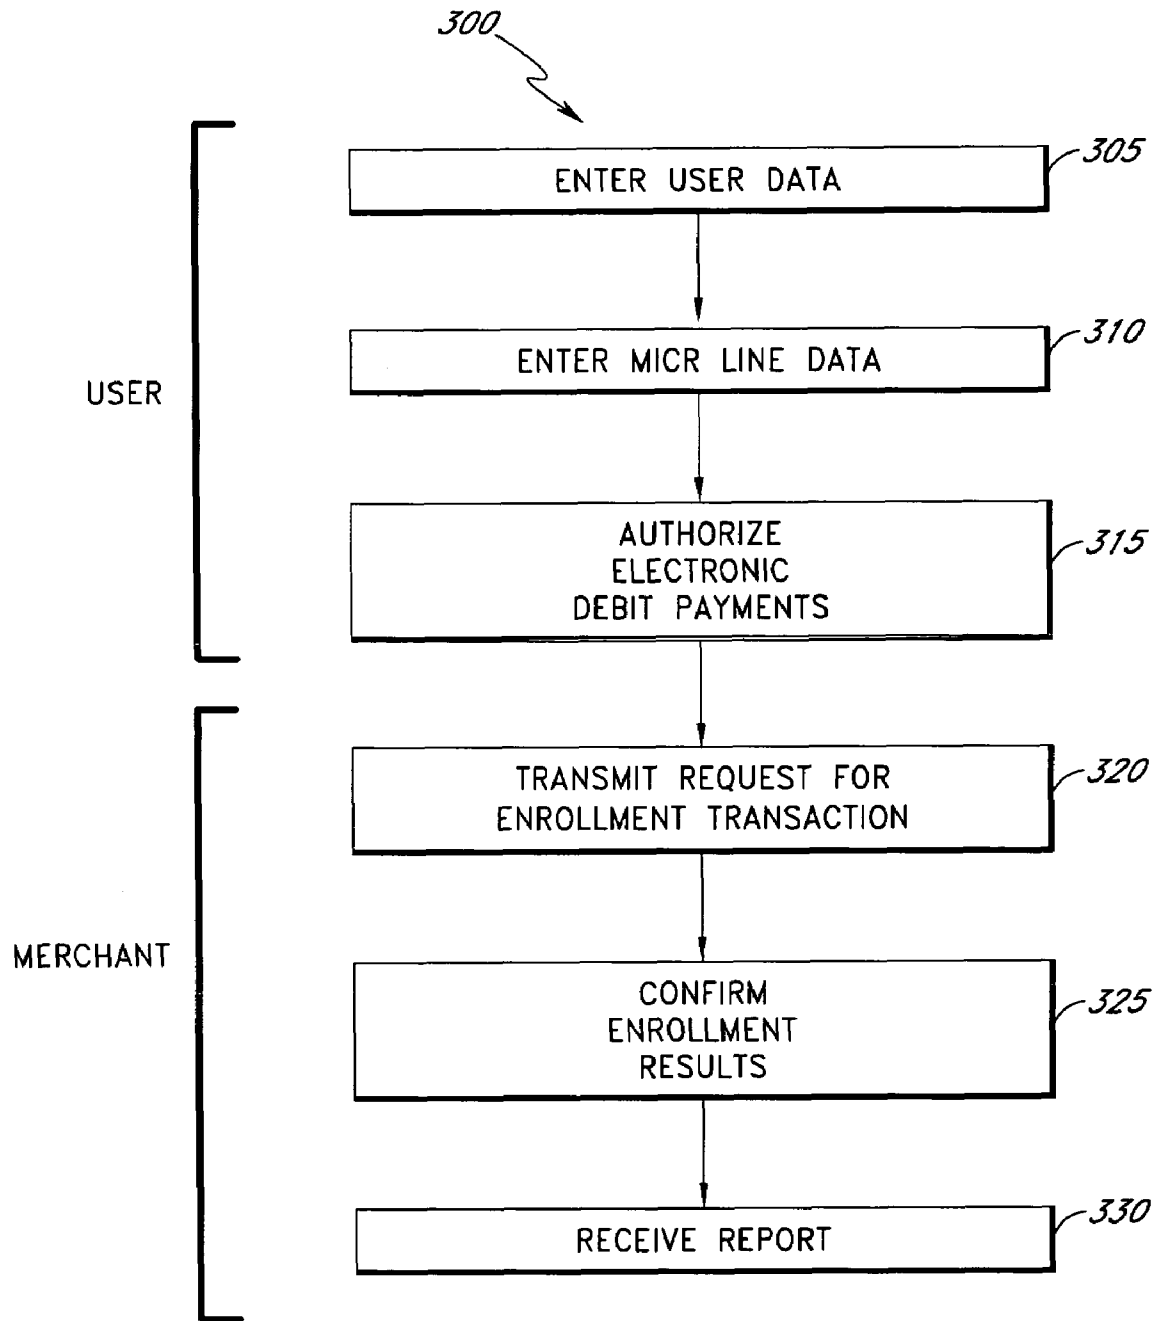 300
305
ENTER USER DATA
310
ENTER MICR LINE DATA
USER
315
AUTHORIZE
ELECTRONIC
DEBIT PAYMENTS
320
TRANSMIT REQUEST FOR
ENROLLMENT TRANSACTION
MERCHANT
325
CONFIRM
ENROLLMENT
RESULTS
330
RECEIVE REPORT